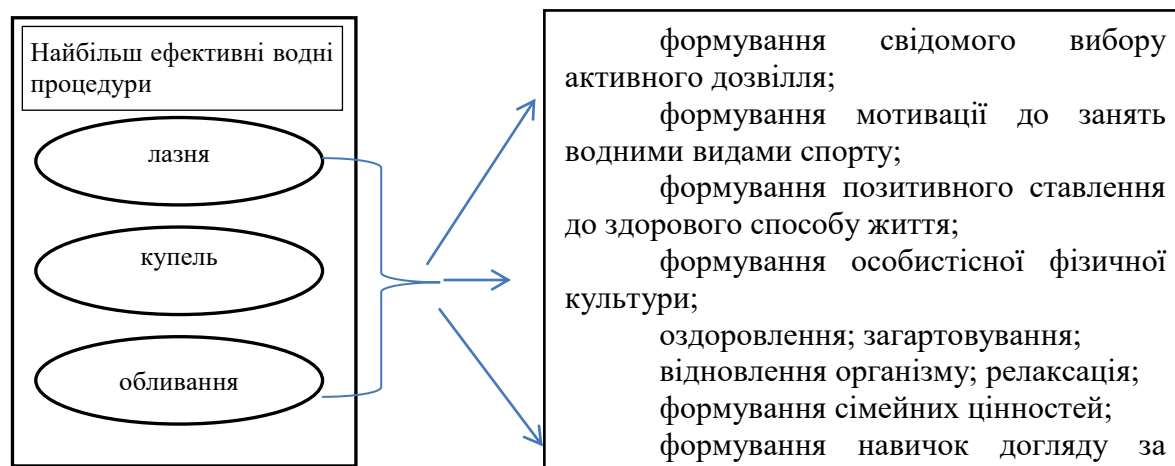 Найбільш ефективні водні
процедури
лазня
купель
обливання
формування свідомого вибору
активного дозвілля;
формування мотивації до занять
водними видами спорту;
формування позитивного ставлення
до здорового способу життя;
формування особистісної фізичної
культури;
оздоровлення; загартовування;
відновлення організму; релаксація;
формування сімейних цінностей;
формування навичок догляду за